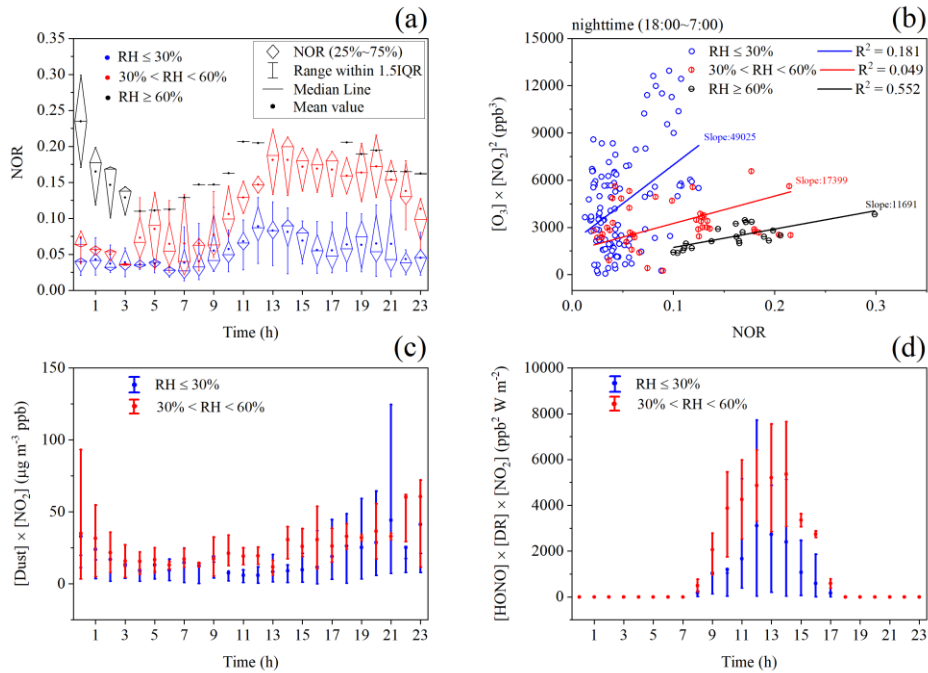 (a)
NOR
0.35
0.30
0.25
0.20
0.15
0.10
0.05
0.00
RH ≤ 30%
30% < RH < 60%
RH ≥ 60%
NOR (25%~75%)
Range within 1.5IQR
Median Line
Mean value
1 3 5 7 9 11 13 15 17 19 21 23
Time (h)
(b)
nighttime (18:00~7:00)
[O₃] × [NO₂]² (ppb³)
15000
12000
9000
6000
3000
0
RH ≤ 30%
30% < RH < 60%
RH ≥ 60%
R² = 0.181
R² = 0.049
R² = 0.552
Slope:49025
Slope:17399
Slope:11691
0.0 0.1 0.2 0.3
NOR
(c)
[Dust] × [NO₂] (μg m⁻³ ppb)
150
100
50
0
RH ≤ 30%
30% < RH < 60%
1 3 5 7 9 11 13 15 17 19 21 23
Time (h)
(d)
[HONO] × [DR] × [NO₂] (ppb² W m⁻²)
10000
8000
6000
4000
2000
0
RH ≤ 30%
30% < RH < 60%
1 3 5 7 9 11 13 15 17 19 21 23
Time (h)